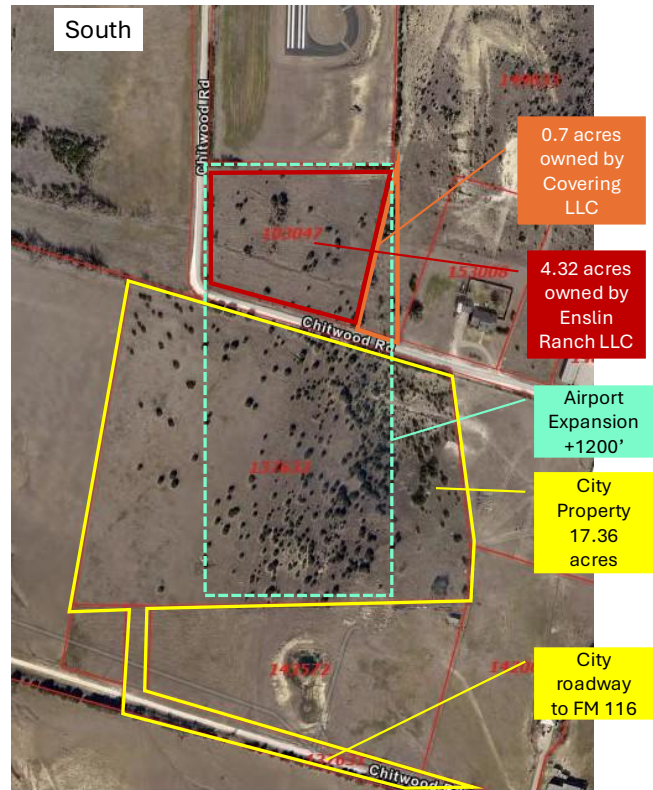 South
Chitwood Rd
0.7 acres
owned by
Covering
LLC
103047
153008
4.32 acres
owned by
Enslin
Ranch LLC
Chitwood Rd
Airport
Expansion
+1200'
137632
City
Property
17.36
acres
City
roadway
to FM 116
Chitwood